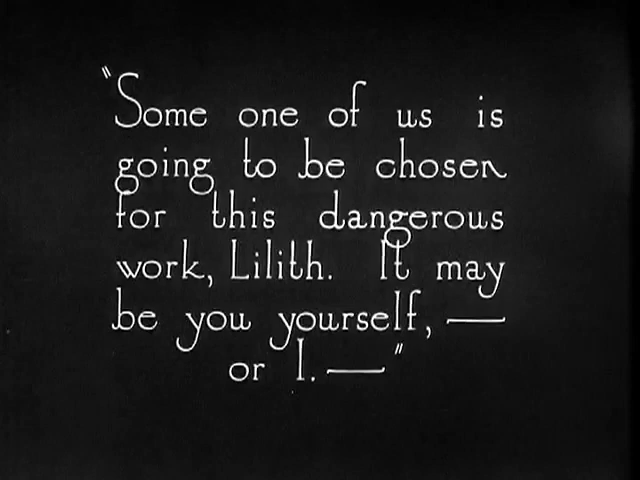 "Some one of us is
going to be chosen
for this dangerous
work, Lilith. It may
be you yourself, —
or I. — "